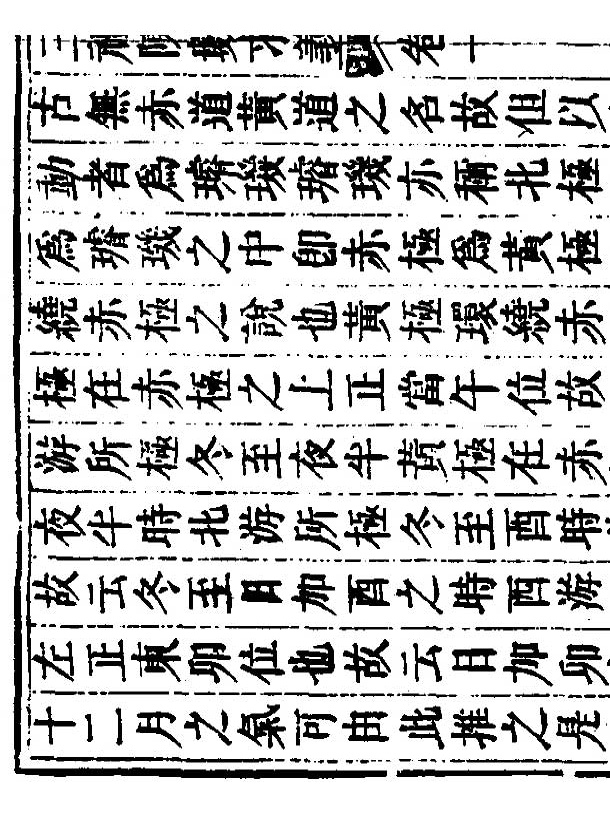 古無赤道黃道之名故但以
動者為璿璣璿璣亦稱北極
為璿璣之中卽赤極為黃極
繞赤極之說也黃極環繞赤
極在赤極之上正當午位故
游所極冬至夜半黃極在赤
夜半時北游所極冬至酉時
故云冬至日加酉之時西游
左正東卯位也故云日加卯
十二月之氣可由此推之是